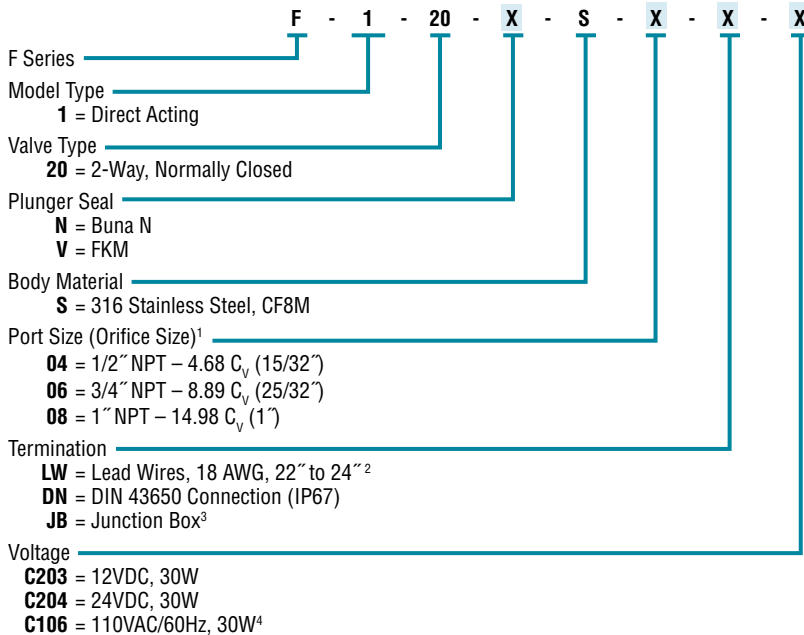 F - 1 - 20 - X - S - X - X - X
F Series
Model Type
1 = Direct Acting
Valve Type
20 = 2-Way, Normally Closed
Plunger Seal
N = Buna N
V = FKM
Body Material
S = 316 Stainless Steel, CF8M
Port Size (Orifice Size)¹
04 = 1/2˝ NPT – 4.68 Cᵥ (15/32˝)
06 = 3/4˝ NPT – 8.89 Cᵥ (25/32˝)
08 = 1˝ NPT – 14.98 Cᵥ (1˝)
Termination
LW = Lead Wires, 18 AWG, 22˝ to 24˝ ²
DN = DIN 43650 Connection (IP67)
JB = Junction Box³
Voltage
C203 = 12VDC, 30W
C204 = 24VDC, 30W
C106 = 110VAC/60Hz, 30W⁴